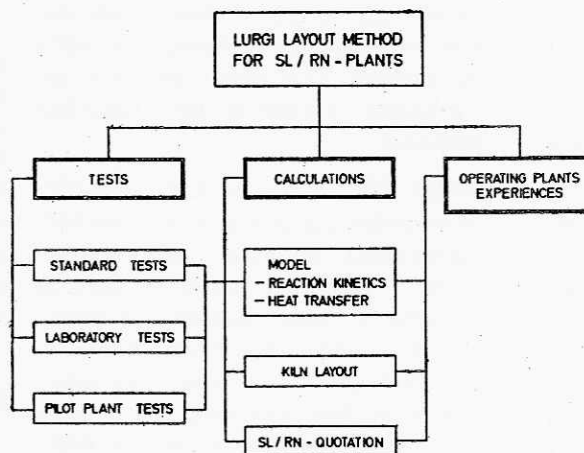 LURGI LAYOUT METHOD
FOR SL / RN - PLANTS
TESTS
CALCULATIONS
OPERATING PLANTS
EXPERIENCES
STANDARD TESTS
LABORATORY TESTS
PILOT PLANT TESTS
MODEL
- REACTION KINETICS
- HEAT TRANSFER
KILN LAYOUT
SL / RN - QUOTATION